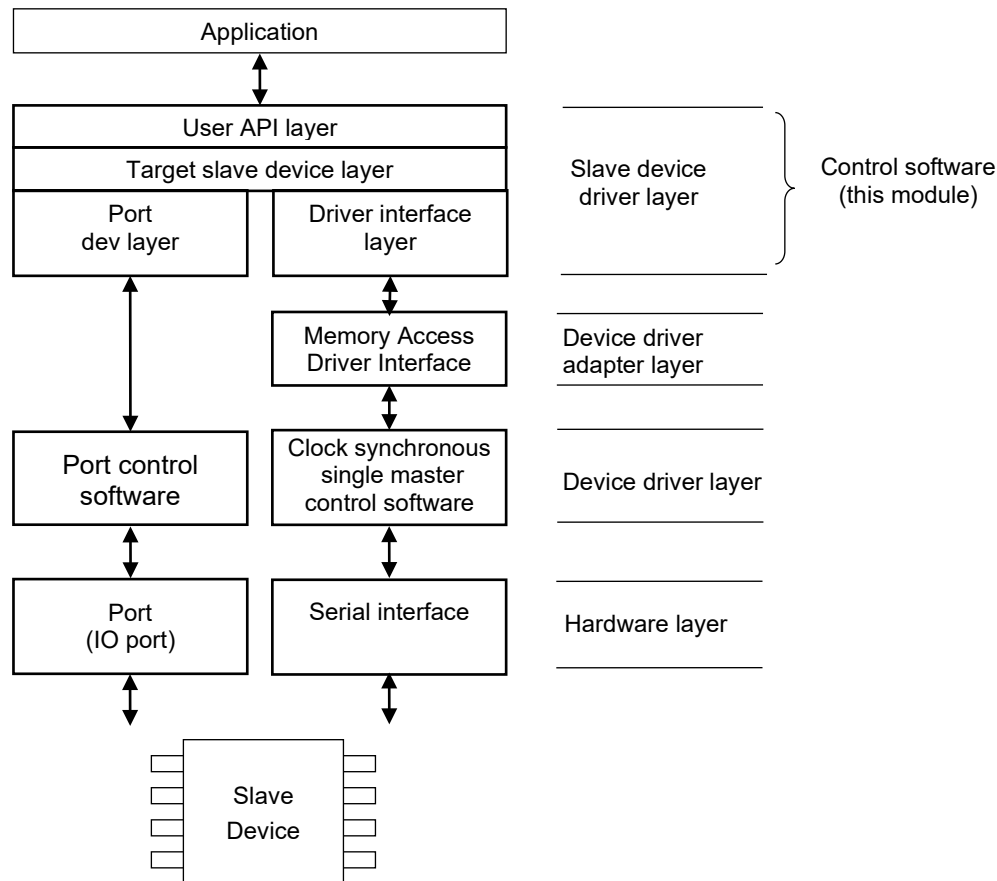 Application
User API layer
Target slave device layer
Port
dev layer
Driver interface
layer
Slave device
driver layer
Control software
(this module)
Memory Access
Driver Interface
Device driver
adapter layer
Port control
software
Clock synchronous
single master
control software
Device driver layer
Port
(IO port)
Serial interface
Hardware layer
Slave
Device